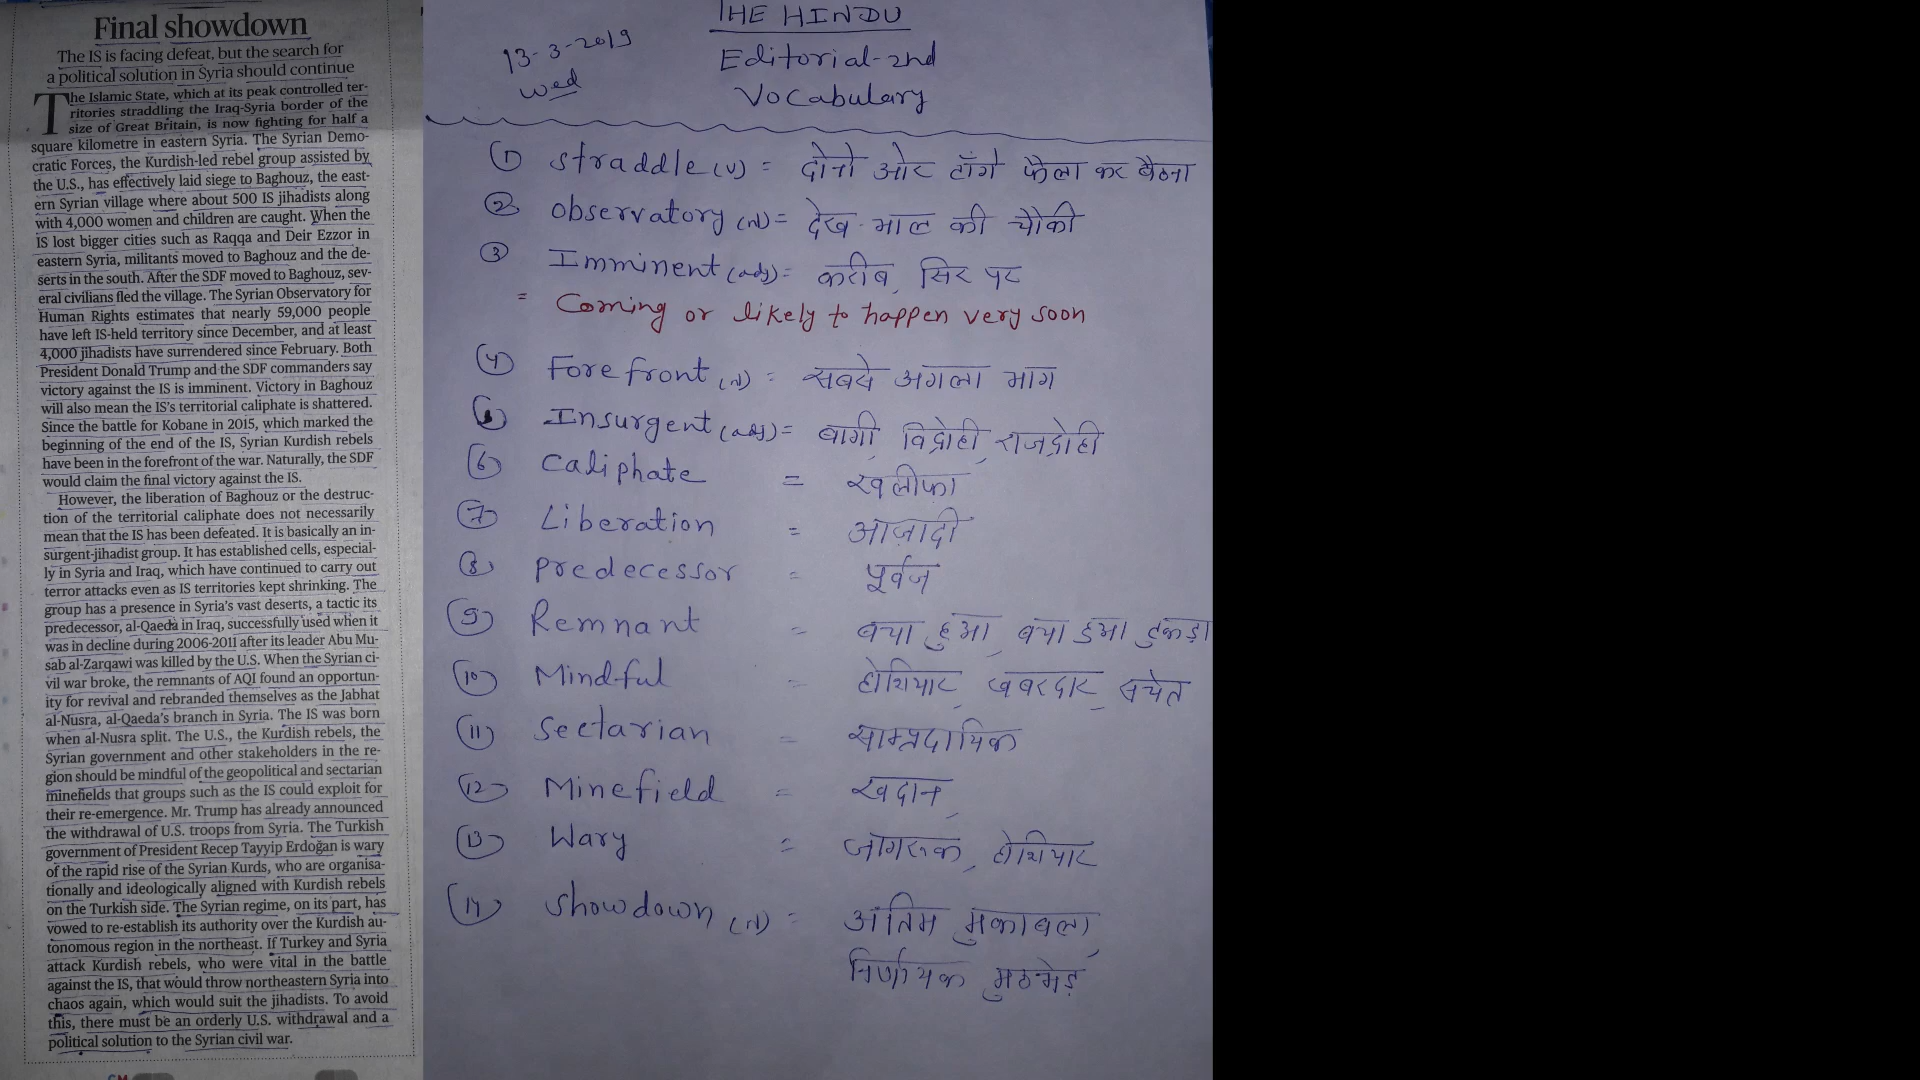 Final showdown
The IS is facing defeat, but the search for
a political solution in Syria should continue
The Islamic State, which at its peak controlled ter-
ritories straddling the Iraq-Syria border of the
size of Great Britain, is now fighting for half a
square kilometre in eastern Syria. The Syrian Demo-
cratic Forces, the Kurdish-led rebel group assisted by
the U.S., has effectively laid siege to Baghouz, the east-
ern Syrian village where about 500 IS jihadists along
with 4,000 women and children are caught. When the
IS lost bigger cities such as Raqqa and Deir Ezzor in
eastern Syria, militants moved to Baghouz and the de-
serts in the south. After the SDF moved to Baghouz, sev-
eral civilians fled the village. The Syrian Observatory for
Human Rights estimates that nearly 59,000 people
have left IS-held territory since December, and at least
4,000 jihadists have surrendered since February. Both
President Donald Trump and the SDF commanders say
victory against the IS is imminent. Victory in Baghouz
will also mean the IS's territorial caliphate is shattered.
Since the battle for Kobane in 2015, which marked the
beginning of the end of the IS, Syrian Kurdish rebels
have been in the forefront of the war. Naturally, the SDF
would claim the final victory against the IS.
However, the liberation of Baghouz or the destruc-
tion of the territorial caliphate does not necessarily
mean that the IS has been defeated. It is basically an in-
surgent-jihadist group. It has established cells, especial-
ly in Syria and Iraq, which have continued to carry out
terror attacks even as IS territories kept shrinking. The
group has a presence in Syria's vast deserts, a tactic its
predecessor, al-Qaeda in Iraq, successfully used when it
was in decline during 2006-2011 after its leader Abu Mu-
sab al-Zarqawi was killed by the U.S. When the Syrian ci-
vil war broke, the remnants of AQI found an opportun-
ity for revival and rebranded themselves as the Jabhat
al-Nusra, al-Qaeda's branch in Syria. The IS was born
when al-Nusra split. The U.S., the Kurdish rebels, the
Syrian government and other stakeholders in the re-
gion should be mindful of the geopolitical and sectarian
minefields that groups such as the IS could exploit for
their re-emergence. Mr. Trump has already announced
the withdrawal of U.S. troops from Syria. The Turkish
government of President Recep Tayyip Erdoğan is wary
of the rapid rise of the Syrian Kurds, who are organisa-
tionally and ideologically aligned with Kurdish rebels
on the Turkish side. The Syrian regime, on its part, has
vowed to re-establish its authority over the Kurdish au-
tonomous region in the northeast. If Turkey and Syria
attack Kurdish rebels, who were vital in the battle
against the IS, that would throw northeastern Syria into
chaos again, which would suit the jihadists. To avoid
this, there must be an orderly U.S. withdrawal and a
political solution to the Syrian civil war.
CM
THE HINDU
13-3-2019
Wed
Editorial-2nd
Vocabulary
1 straddle (v) = दोनो ओर टाँगे फैला कर बैठना
2 observatory (n) = देख-भाल की चौकी
3 Imminent (adj) = करीब, सिर पर
= Coming or likely to happen very soon
4 Forefront (n) = सबसे अगला भाग
5 Insurgent (adj) = बागी, विद्रोही, राजद्रोही
6 Caliphate = खलीफा
7 Liberation = आज़ादी
8 Predecessor = पूर्वज
9 Remnant = बचा हुआ, बचा हुआ टुकड़ा
10 Mindful = होशियार, खबरदार, सचेत
11 Sectarian = साम्प्रदायिक
12 Minefield = खदान,
13 Wary = जागरूक, होशियार
14 Showdown (n) = अंतिम मुकाबला,
निर्णायक मुठभेड़